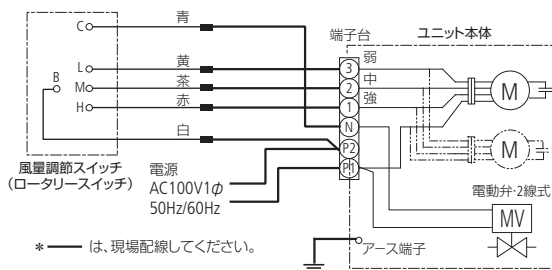 青
C
黄
L
茶
B
M
赤
H
白
風量調節スイッチ
(ロータリースイッチ)
電源
AC100V1φ
50Hz/60Hz
＊ は、現場配線してください。
端子台
ユニット本体
3
弱
2
中
1
強
N
P2
P1
M
M
電動弁・2線式
MV
アース端子